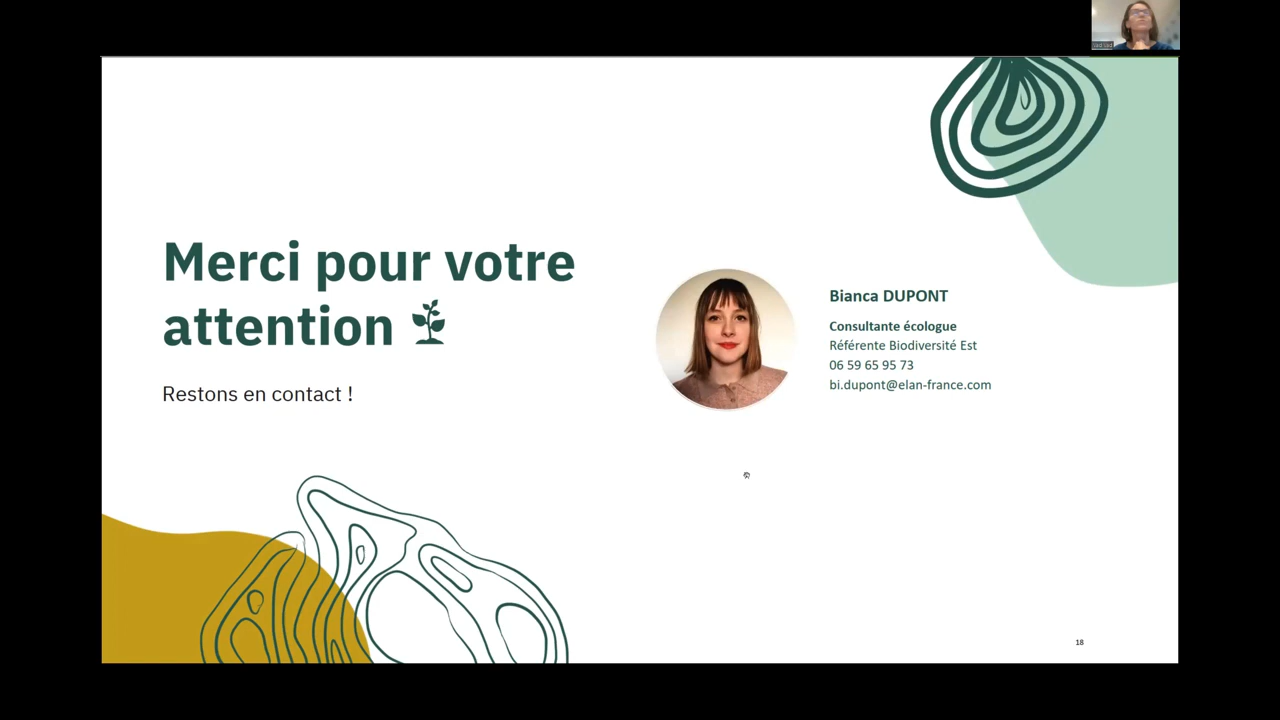 Merci pour votre
attention
Restons en contact !
Bianca DUPONT
Consultante écologue
Référente Biodiversité Est
06 59 65 95 73
bi.dupont@elan-france.com
18